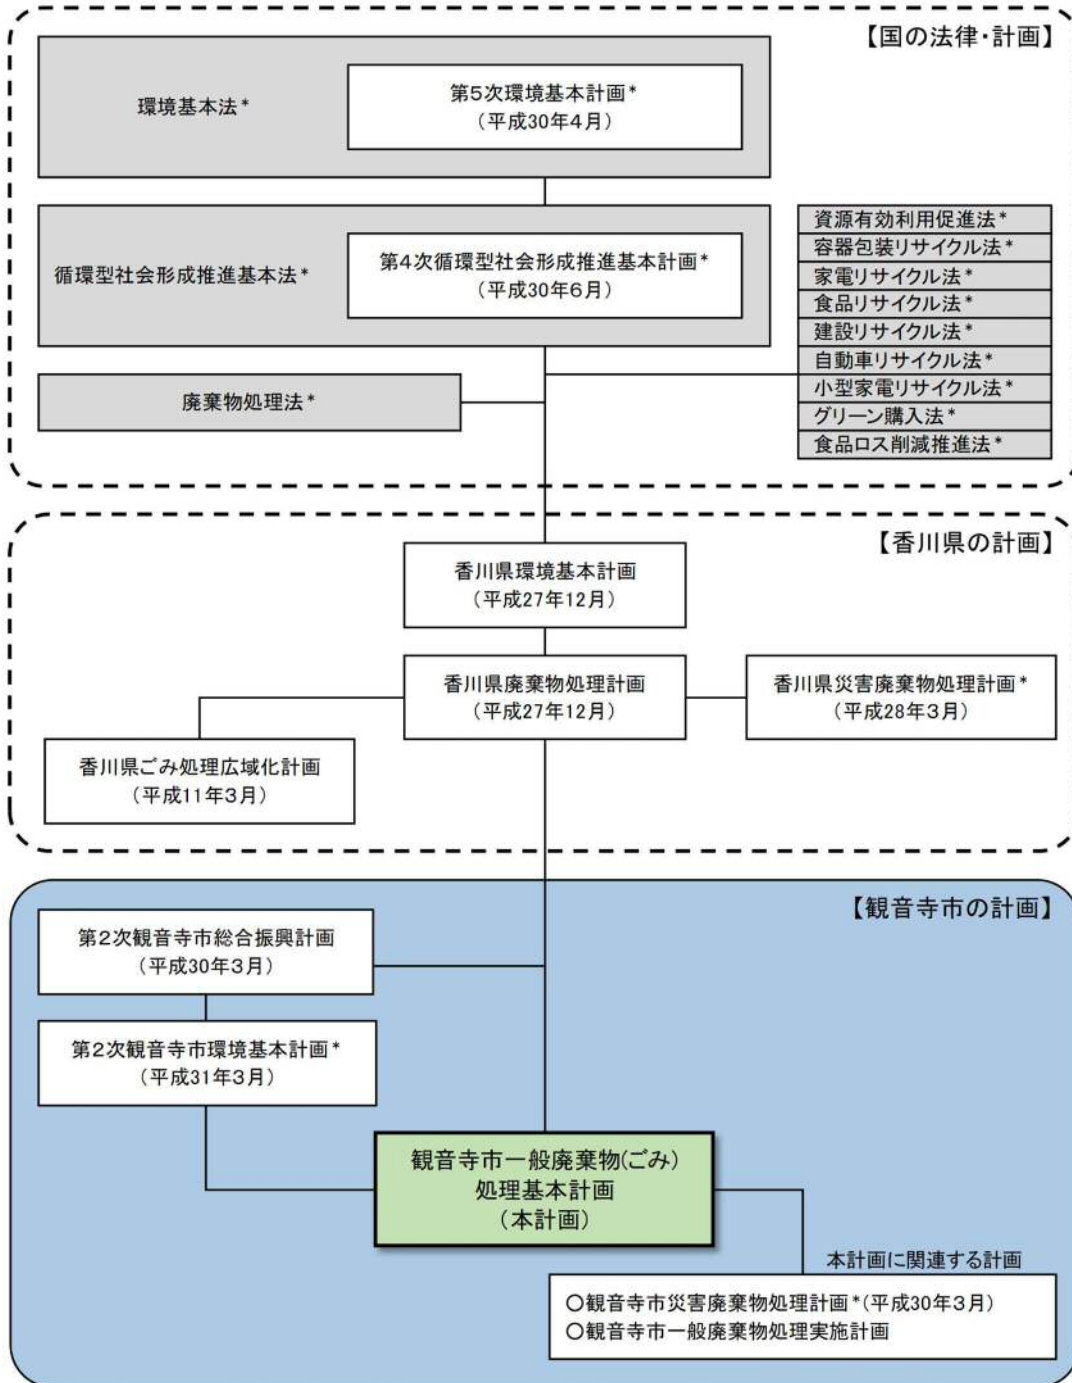 【国の法律・計画】
環境基本法*
第5次環境基本計画*
(平成30年4月)
循環型社会形成推進基本法*
第4次循環型社会形成推進基本計画*
(平成30年6月)
資源有効利用促進法*
容器包装リサイクル法*
家電リサイクル法*
食品リサイクル法*
建設リサイクル法*
自動車リサイクル法*
小型家電リサイクル法*
グリーン購入法*
食品ロス削減推進法*
廃棄物処理法*
【香川県の計画】
香川県環境基本計画
(平成27年12月)
香川県廃棄物処理計画
(平成27年12月)
香川県災害廃棄物処理計画*
(平成28年3月)
香川県ごみ処理広域化計画
(平成11年3月)
【観音寺市の計画】
第2次観音寺市総合振興計画
(平成30年3月)
第2次観音寺市環境基本計画*
(平成31年3月)
観音寺市一般廃棄物(ごみ)
処理基本計画
(本計画)
本計画に関連する計画
○観音寺市災害廃棄物処理計画*(平成30年3月)
○観音寺市一般廃棄物処理実施計画